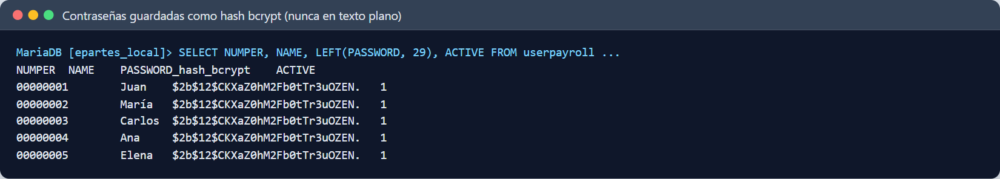 Contraseñas guardadas como hash bcrypt (nunca en texto plano)
MariaDB [epartes_local]> SELECT NUMPER, NAME, LEFT(PASSWORD, 29), ACTIVE FROM userpayroll ...
NUMPER NAME PASSWORD_hash_bcrypt ACTIVE
00000001 Juan $2b$12$CKXaZ0hM2Fb0tTr3uOZEN. 1
00000002 María $2b$12$CKXaZ0hM2Fb0tTr3uOZEN. 1
00000003 Carlos $2b$12$CKXaZ0hM2Fb0tTr3uOZEN. 1
00000004 Ana $2b$12$CKXaZ0hM2Fb0tTr3uOZEN. 1
00000005 Elena $2b$12$CKXaZ0hM2Fb0tTr3uOZEN. 1